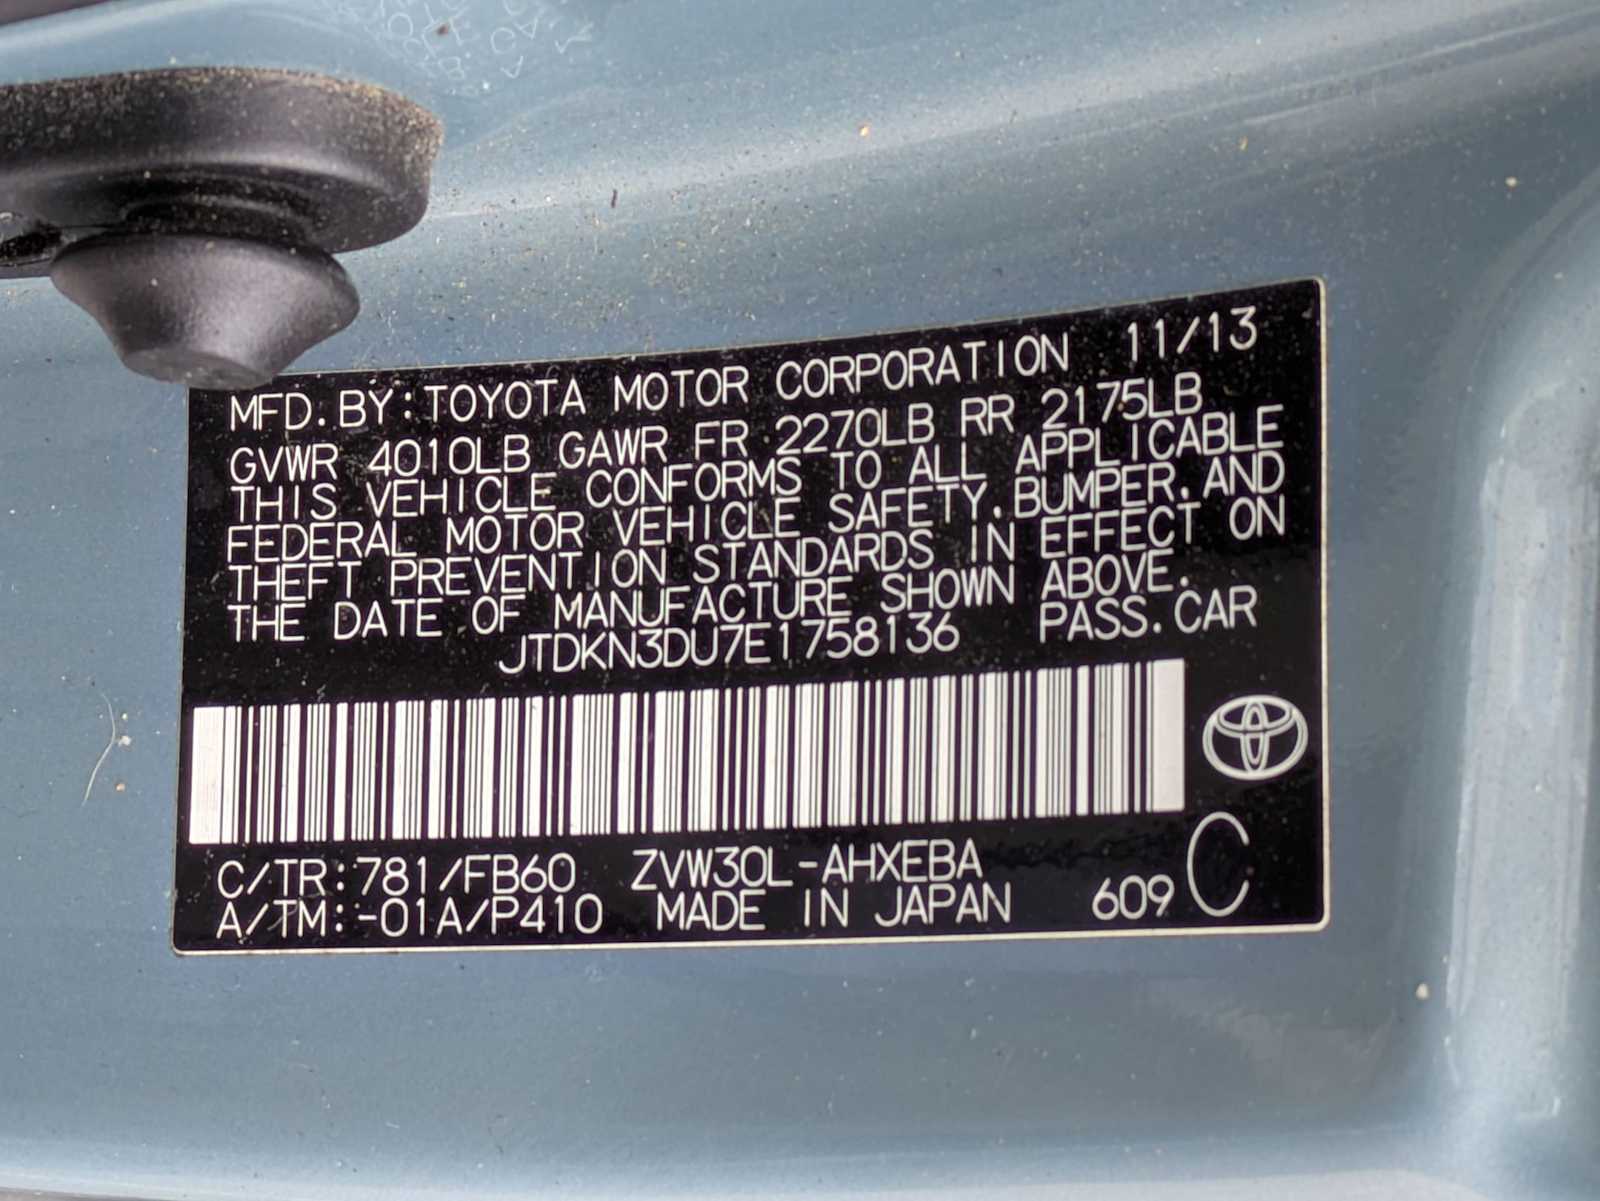 MFD. BY: TOYOTA MOTOR CORPORATION 11/13
GVWR 4010LB GAWR FR 2270LB RR 2175LB
THIS VEHICLE CONFORMS TO ALL APPLICABLE
FEDERAL MOTOR VEHICLE SAFETY, BUMPER, AND
THEFT PREVENTION STANDARDS IN EFFECT ON
THE DATE OF MANUFACTURE SHOWN ABOVE.
JTDKN3DU7E1758136 PASS. CAR
C/TR: 781/FB60 ZVW30L-AHXEBA
A/TM: -01A/P410 MADE IN JAPAN 609 C